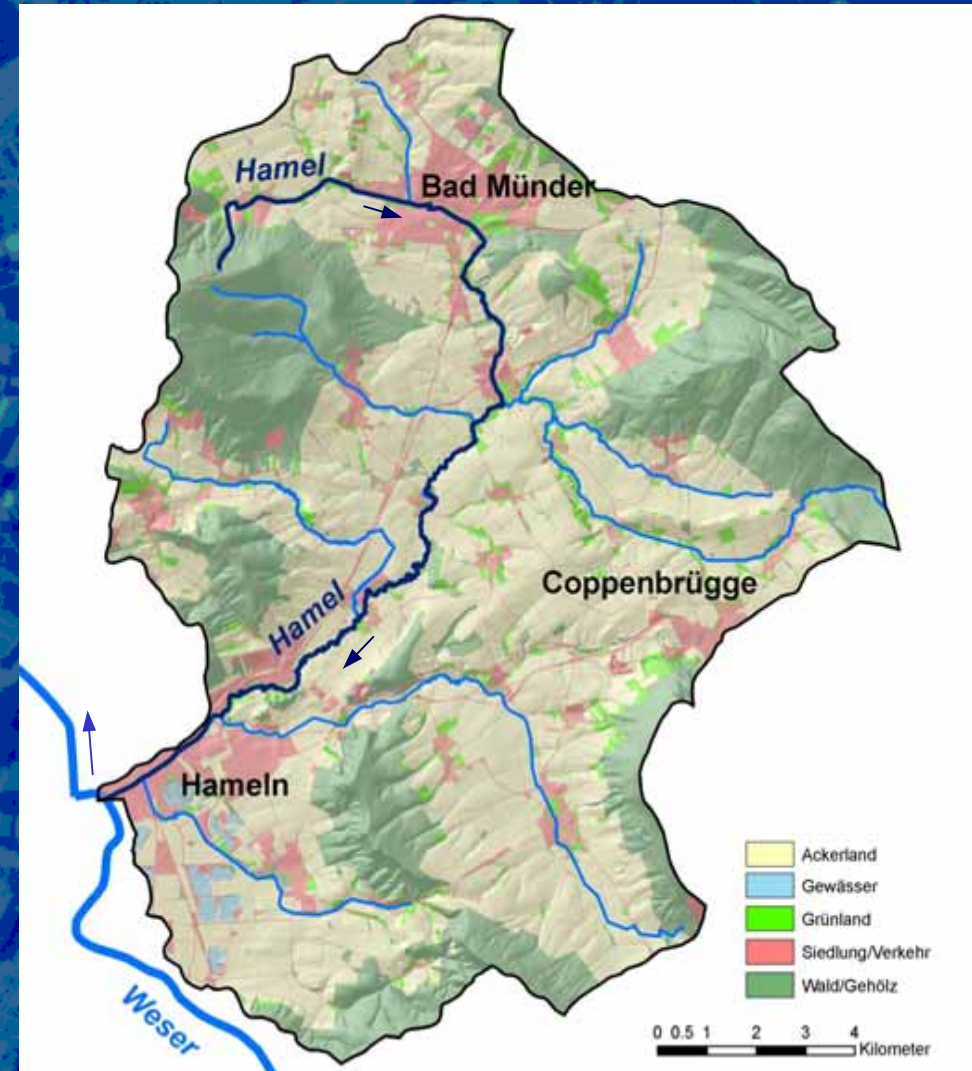 Hamel
Bad Münder
Coppenbrügge
Hamel
Hameln
Weser
Ackerland
Gewässer
Grünland
Siedlung/Verkehr
Wald/Gehölz
0 0.5 1 2 3 4
Kilometer